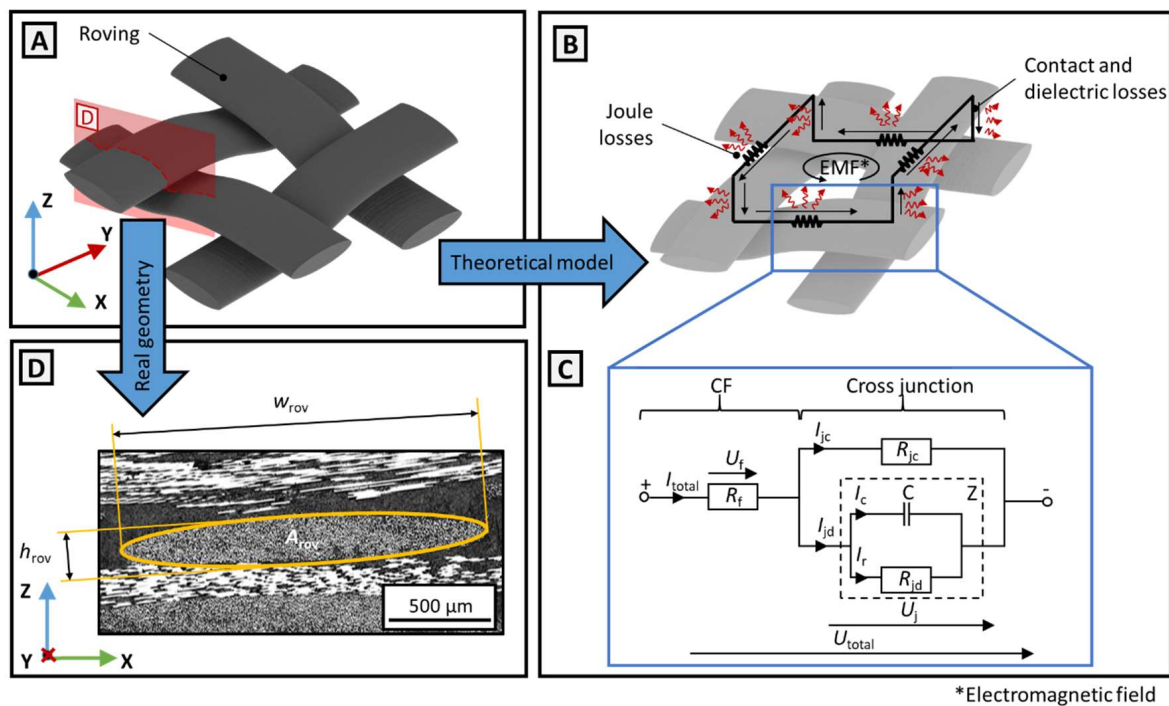 A
Roving
D
Z
Y
X
Real geometry
Theoretical model
B
Joule
losses
Contact and
dielectric losses
EMF*
D
w_rov
h_rov
A_rov
500 µm
Z
Y
X
C
CF
Cross junction
I_jc
R_jc
U_f
I_total
+
R_f
-
I_c
C
Z
I_jd
I_r
R_jd
U_j
U_total
*Electromagnetic field